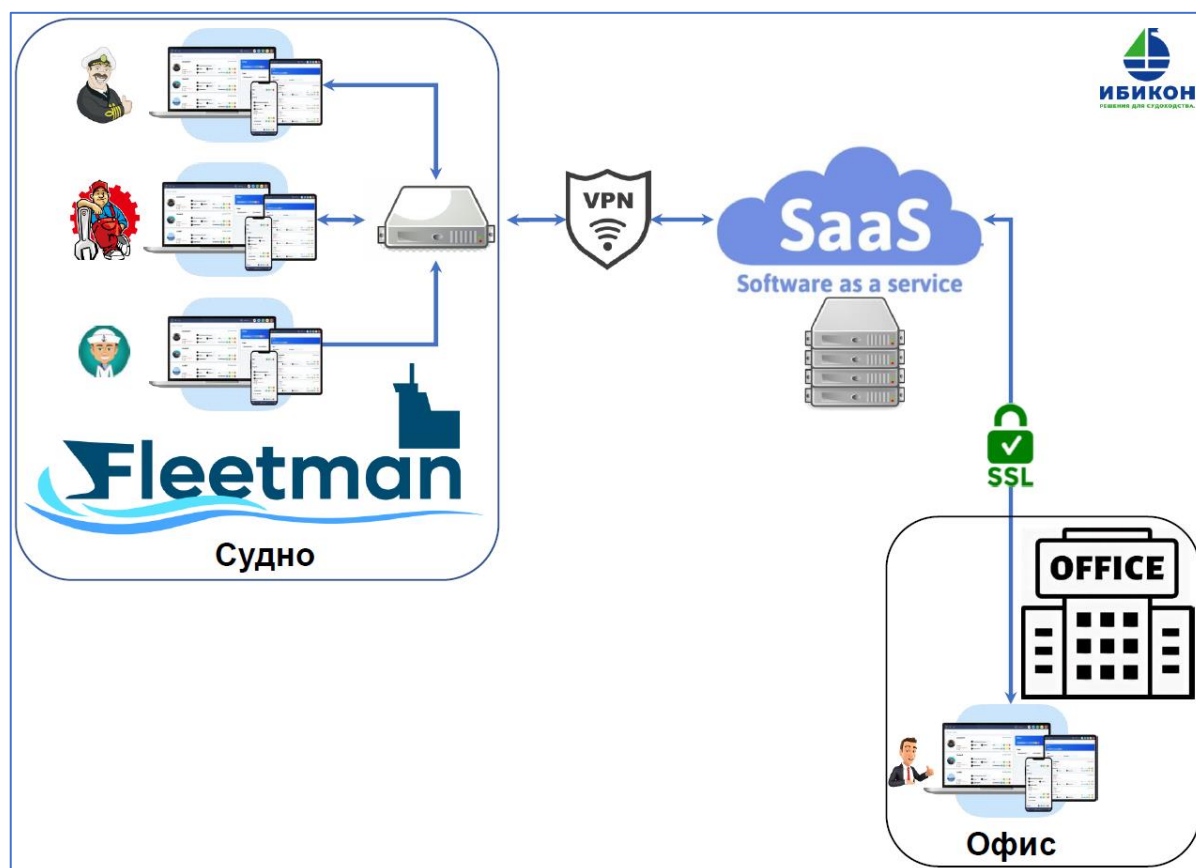 ИБИКОН
РЕШЕНИЯ ДЛЯ СУДОХОДСТВА.
VPN
SaaS
Software as a service
Fleetman
Судно
SSL
OFFICE
Офис